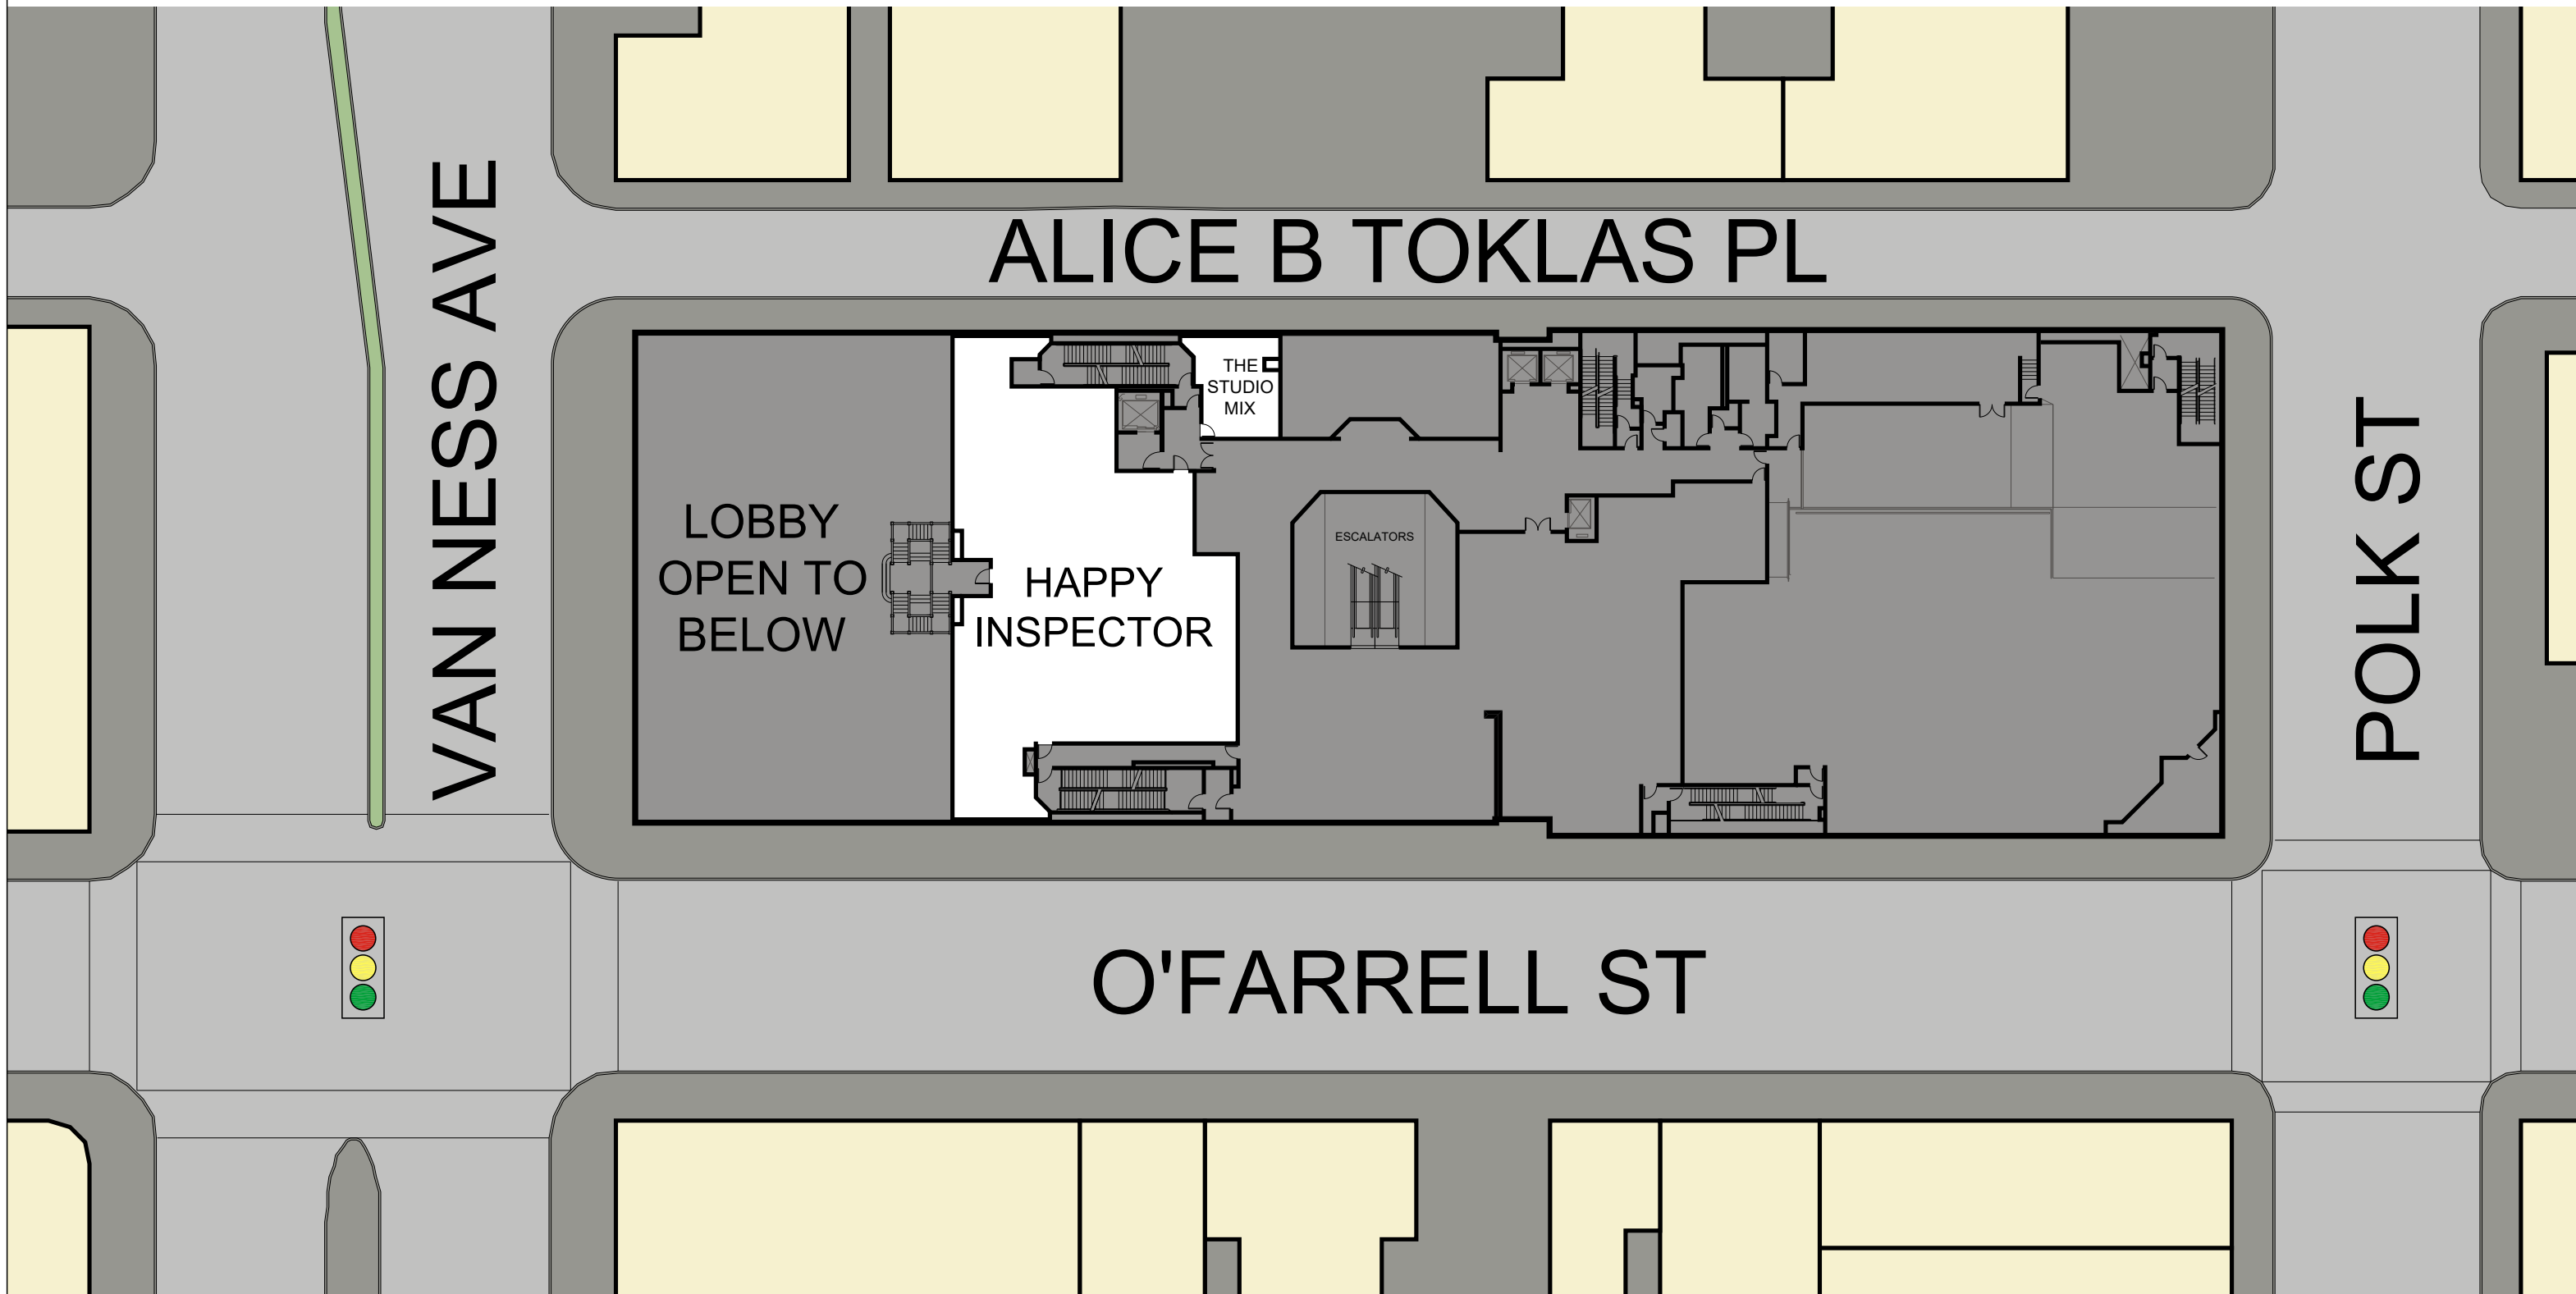 VAN NESS AVE
ALICE B TOKLAS PL
THE
STUDIO
MIX
LOBBY
OPEN TO
BELOW
HAPPY
INSPECTOR
ESCALATORS
POLK ST
O'FARRELL ST